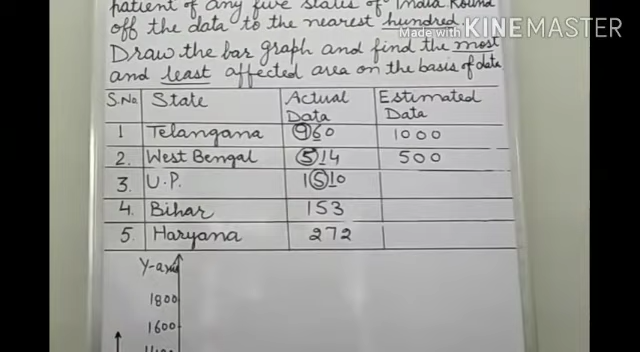 patient of any five states of India Round
off the data to the nearest hundred
Made with KINEMASTER
Draw the bar graph and find the most
and least affected area on the basis of data
S.No. State Actual Data Estimated Data
1 Telangana 960 1000
2. West Bengal 514 500
3. U.P. 1510
4. Bihar 153
5. Haryana 272
Y-axis
1800
1600